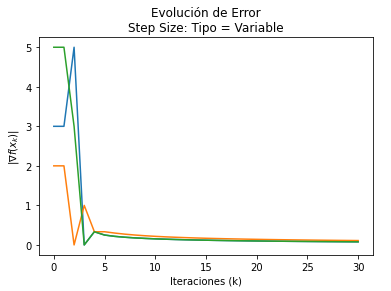 Evolución de Error
Step Size: Tipo = Variable
|∇f(x_k)|
5
4
3
2
1
0
0 5 10 15 20 25 30
Iteraciones (k)